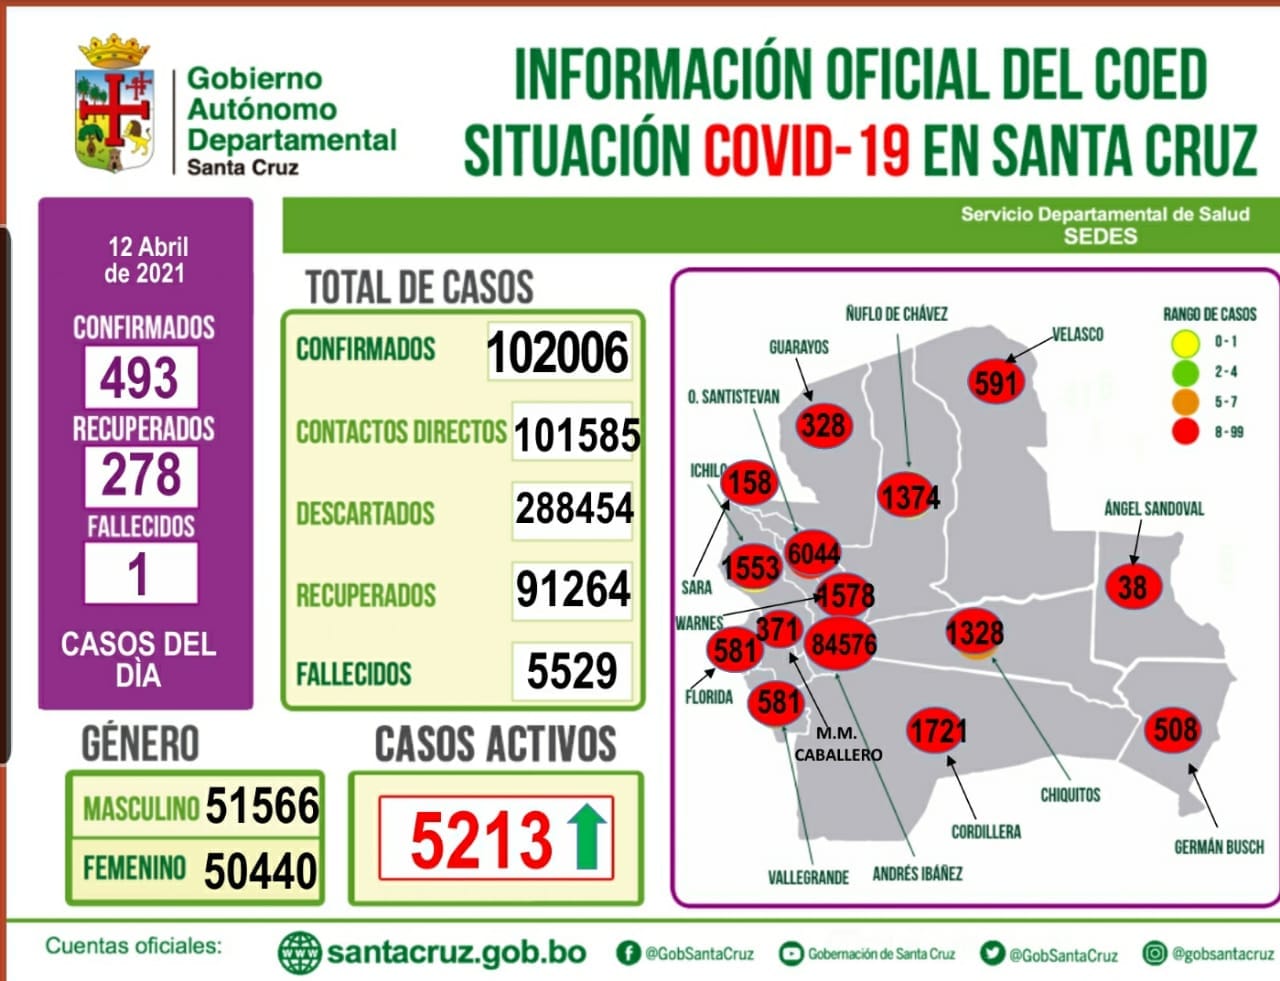 Gobierno
Autónomo
Departamental
Santa Cruz
INFORMACIÓN OFICIAL DEL COED
SITUACIÓN COVID-19 EN SANTA CRUZ
Servicio Departamental de Salud
SEDES
12 Abril
de 2021
CONFIRMADOS
493
RECUPERADOS
278
FALLECIDOS
1
CASOS DEL
DÌA
TOTAL DE CASOS
CONFIRMADOS 102006
CONTACTOS DIRECTOS 101585
DESCARTADOS 288454
RECUPERADOS 91264
FALLECIDOS 5529
GÉNERO
MASCULINO 51566
FEMENINO 50440
CASOS ACTIVOS
5213
ÑUFLO DE CHÁVEZ
VELASCO
GUARAYOS
591
O. SANTISTEVAN
328
ICHILO
158
1374
ÁNGEL SANDOVAL
6044
1553
38
SARA
1578
WARNES
371
1328
581
84576
FLORIDA
581
M.M.
CABALLERO
1721
508
CHIQUITOS
CORDILLERA
GERMÁN BUSCH
VALLEGRANDE
ANDRÉS IBÁÑEZ
RANGO DE CASOS
0-1
2-4
5-7
8-99
Cuentas oficiales:
www
santacruz.gob.bo
@GobSantaCruz
Gobernación de Santa Cruz
@GobSantaCruz
@gobsantacruz